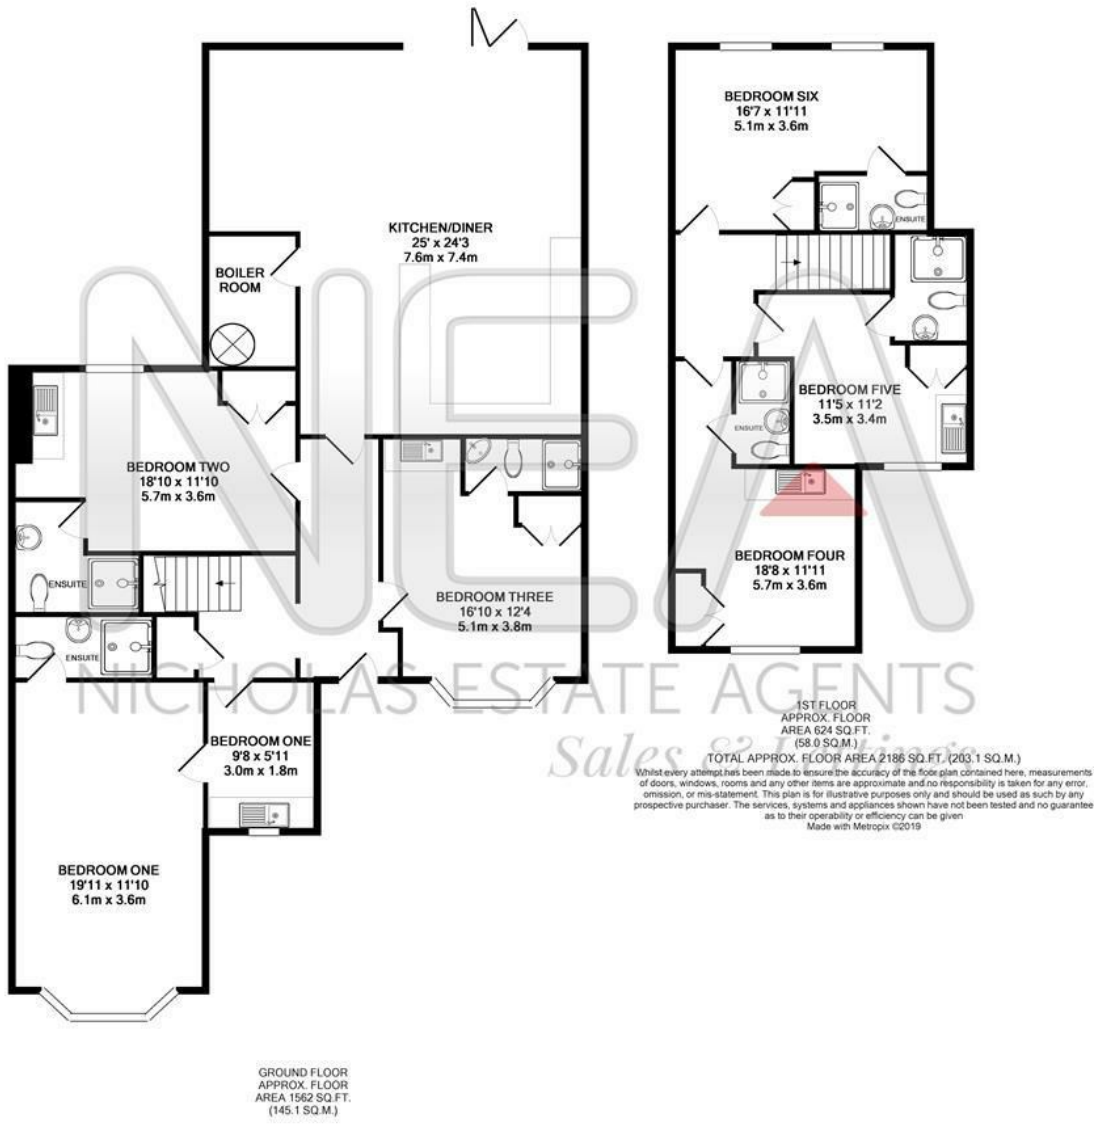 KITCHEN/DINER
25' x 24'3
7.6m x 7.4m
BOILER
ROOM
BEDROOM TWO
18'10 x 11'10
5.7m x 3.6m
ENSUITE
ENSUITE
BEDROOM THREE
16'10 x 12'4
5.1m x 3.8m
BEDROOM ONE
9'8 x 5'11
3.0m x 1.8m
BEDROOM ONE
19'11 x 11'10
6.1m x 3.6m
GROUND FLOOR
APPROX. FLOOR
AREA 1562 SQ.FT.
(145.1 SQ.M.)
BEDROOM SIX
16'7 x 11'11
5.1m x 3.6m
ENSUITE
BEDROOM FIVE
11'5 x 11'2
3.5m x 3.4m
ENSUITE
BEDROOM FOUR
18'8 x 11'11
5.7m x 3.6m
NEA
NICHOLAS ESTATE AGENTS
Sales & Lettings
1ST FLOOR
APPROX. FLOOR
AREA 624 SQ.FT.
(58.0 SQ.M.)
TOTAL APPROX. FLOOR AREA 2186 SQ.FT. (203.1 SQ.M.)
Whilst every attempt has been made to ensure the accuracy of the floor plan contained here, measurements
of doors, windows, rooms and any other items are approximate and no responsibility is taken for any error,
omission, or mis-statement. This plan is for illustrative purposes only and should be used as such by any
prospective purchaser. The services, systems and appliances shown have not been tested and no guarantee
as to their operability or efficiency can be given
Made with Metropix ©2019